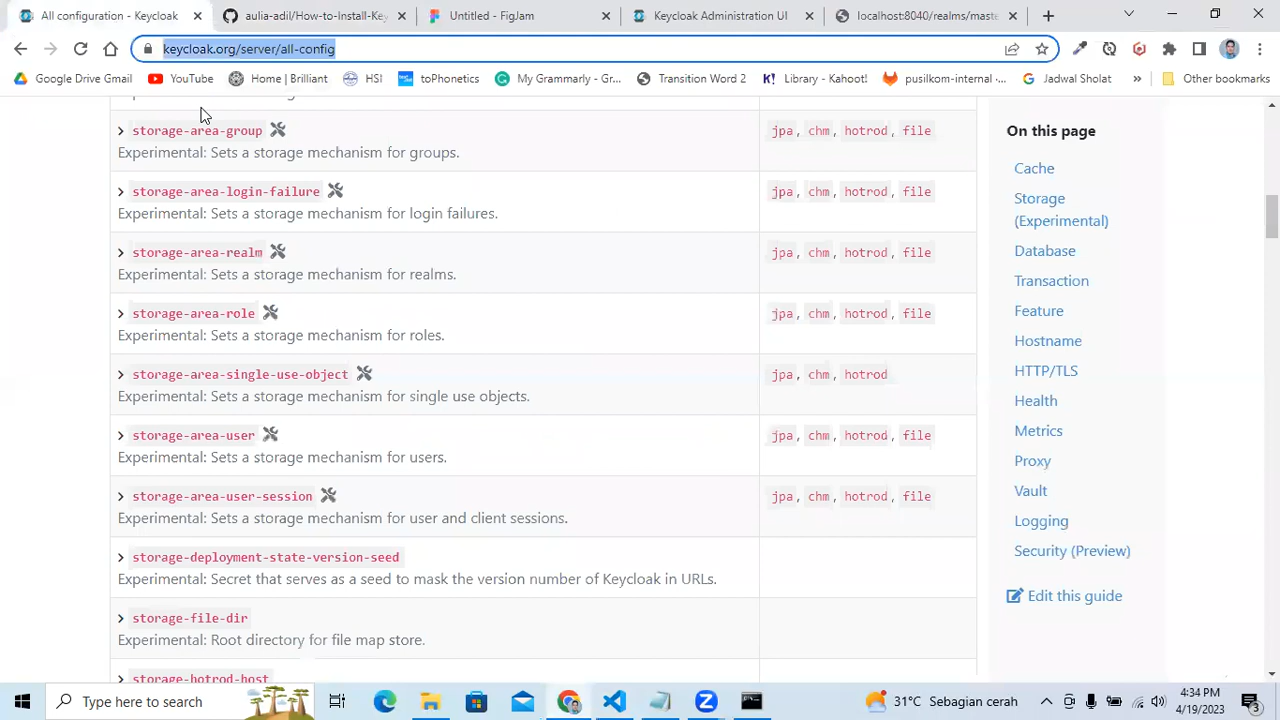 All configuration - Keycloak
aulia-adil/How-to-Install-Key
Untitled - FigJam
Keycloak Administration UI
localhost:8040/realms/maste
keycloak.org/server/all-config
Google Drive Gmail
YouTube
Home | Brilliant
HSI
toPhonetics
My Grammarly - Gr...
Transition Word 2
Library - Kahoot!
pusilkom-internal -...
Jadwal Sholat
»
Other bookmarks
storage-area-group jpa, chm, hotrod, file
Experimental: Sets a storage mechanism for groups.
storage-area-login-failure jpa, chm, hotrod, file
Experimental: Sets a storage mechanism for login failures.
storage-area-realm jpa, chm, hotrod, file
Experimental: Sets a storage mechanism for realms.
storage-area-role jpa, chm, hotrod, file
Experimental: Sets a storage mechanism for roles.
storage-area-single-use-object jpa, chm, hotrod
Experimental: Sets a storage mechanism for single use objects.
storage-area-user jpa, chm, hotrod, file
Experimental: Sets a storage mechanism for users.
storage-area-user-session jpa, chm, hotrod, file
Experimental: Sets a storage mechanism for user and client sessions.
storage-deployment-state-version-seed
Experimental: Secret that serves as a seed to mask the version number of Keycloak in URLs.
storage-file-dir
Experimental: Root directory for file map store.
storage-hotrod-host
On this page
Cache
Storage
(Experimental)
Database
Transaction
Feature
Hostname
HTTP/TLS
Health
Metrics
Proxy
Vault
Logging
Security (Preview)
Edit this guide
Type here to search
31°C Sebagian cerah
4:34 PM
4/19/2023
3